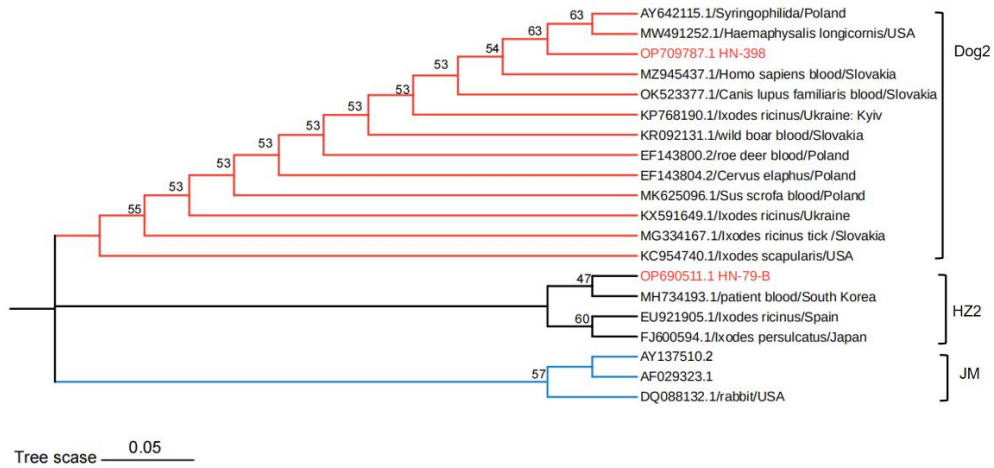 63
AY642115.1/Syringophilida/Poland
63
MW491252.1/Haemaphysalis longicornis/USA
54
OP709787.1 HN-398
Dog2
53
MZ945437.1/Homo sapiens blood/Slovakia
53
OK523377.1/Canis lupus familiaris blood/Slovakia
53
KP768190.1/Ixodes ricinus/Ukraine: Kyiv
53
KR092131.1/wild boar blood/Slovakia
53
EF143800.2/roe deer blood/Poland
53
EF143804.2/Cervus elaphus/Poland
53
MK625096.1/Sus scrofa blood/Poland
55
KX591649.1/Ixodes ricinus/Ukraine
MG334167.1/Ixodes ricinus tick /Slovakia
KC954740.1/Ixodes scapularis/USA
47
OP690511.1 HN-79-B
MH734193.1/patient blood/South Korea
HZ2
60
EU921905.1/Ixodes ricinus/Spain
FJ600594.1/Ixodes persulcatus/Japan
AY137510.2
57
AF029323.1
JM
DQ088132.1/rabbit/USA
Tree scase
0.05